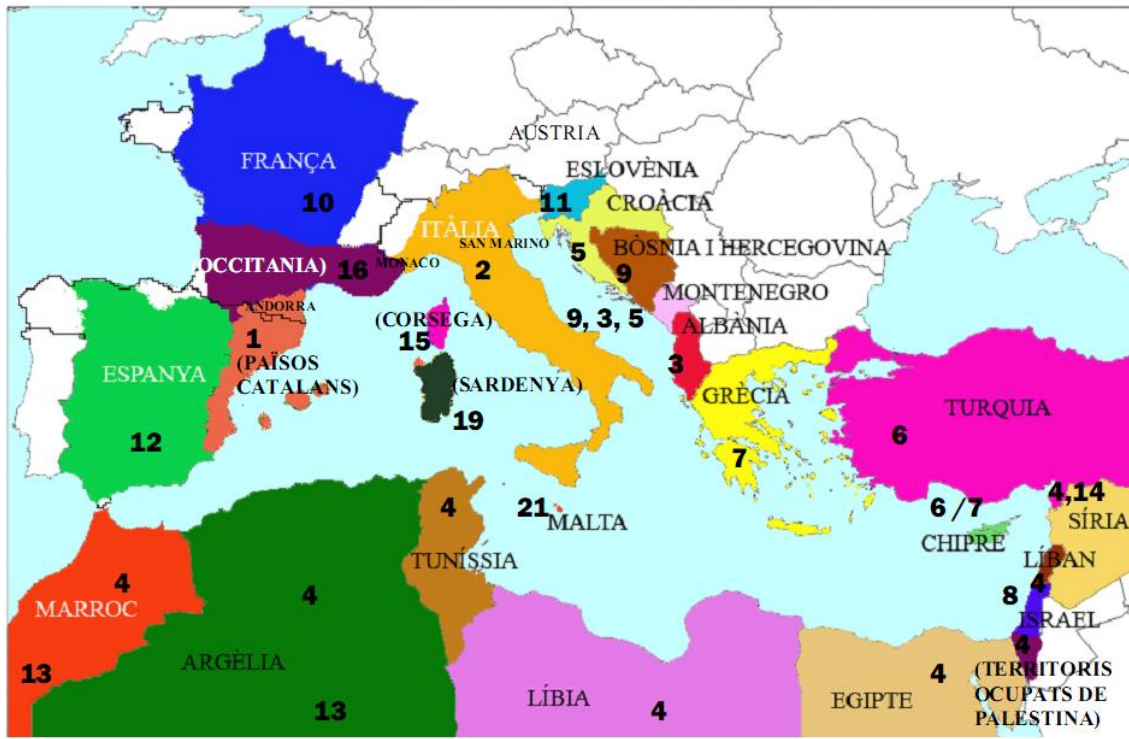 AÚSTRIA
FRANÇA
ESLOVÈNIA
10
11
CROÀCIA
ITÀLIA
SAN MARINO
5
BÒSNIA I HERCEGOVINA
(OCCITANIA)
16
MONACO
2
9
MONTENEGRO
ANDORRA
(CORSEGA)
9, 3, 5
ALBÀNIA
1
15
ESPANYA
(PAÏSOS
CATALANS)
(SARDENYA)
3
GRÈCIA
TURQUIA
19
6
12
7
4
21
MALTA
6 /7
4,14
SÍRIA
CHIPRE
TUNÍSSIA
LÍBAN
4
4
8
4
MARROC
ISRAEL
4
ARGÈLIA
13
4
(TERRITORIS
OCUPATS DE
PALESTINA)
LÍBIA
EGIPTE
13
4